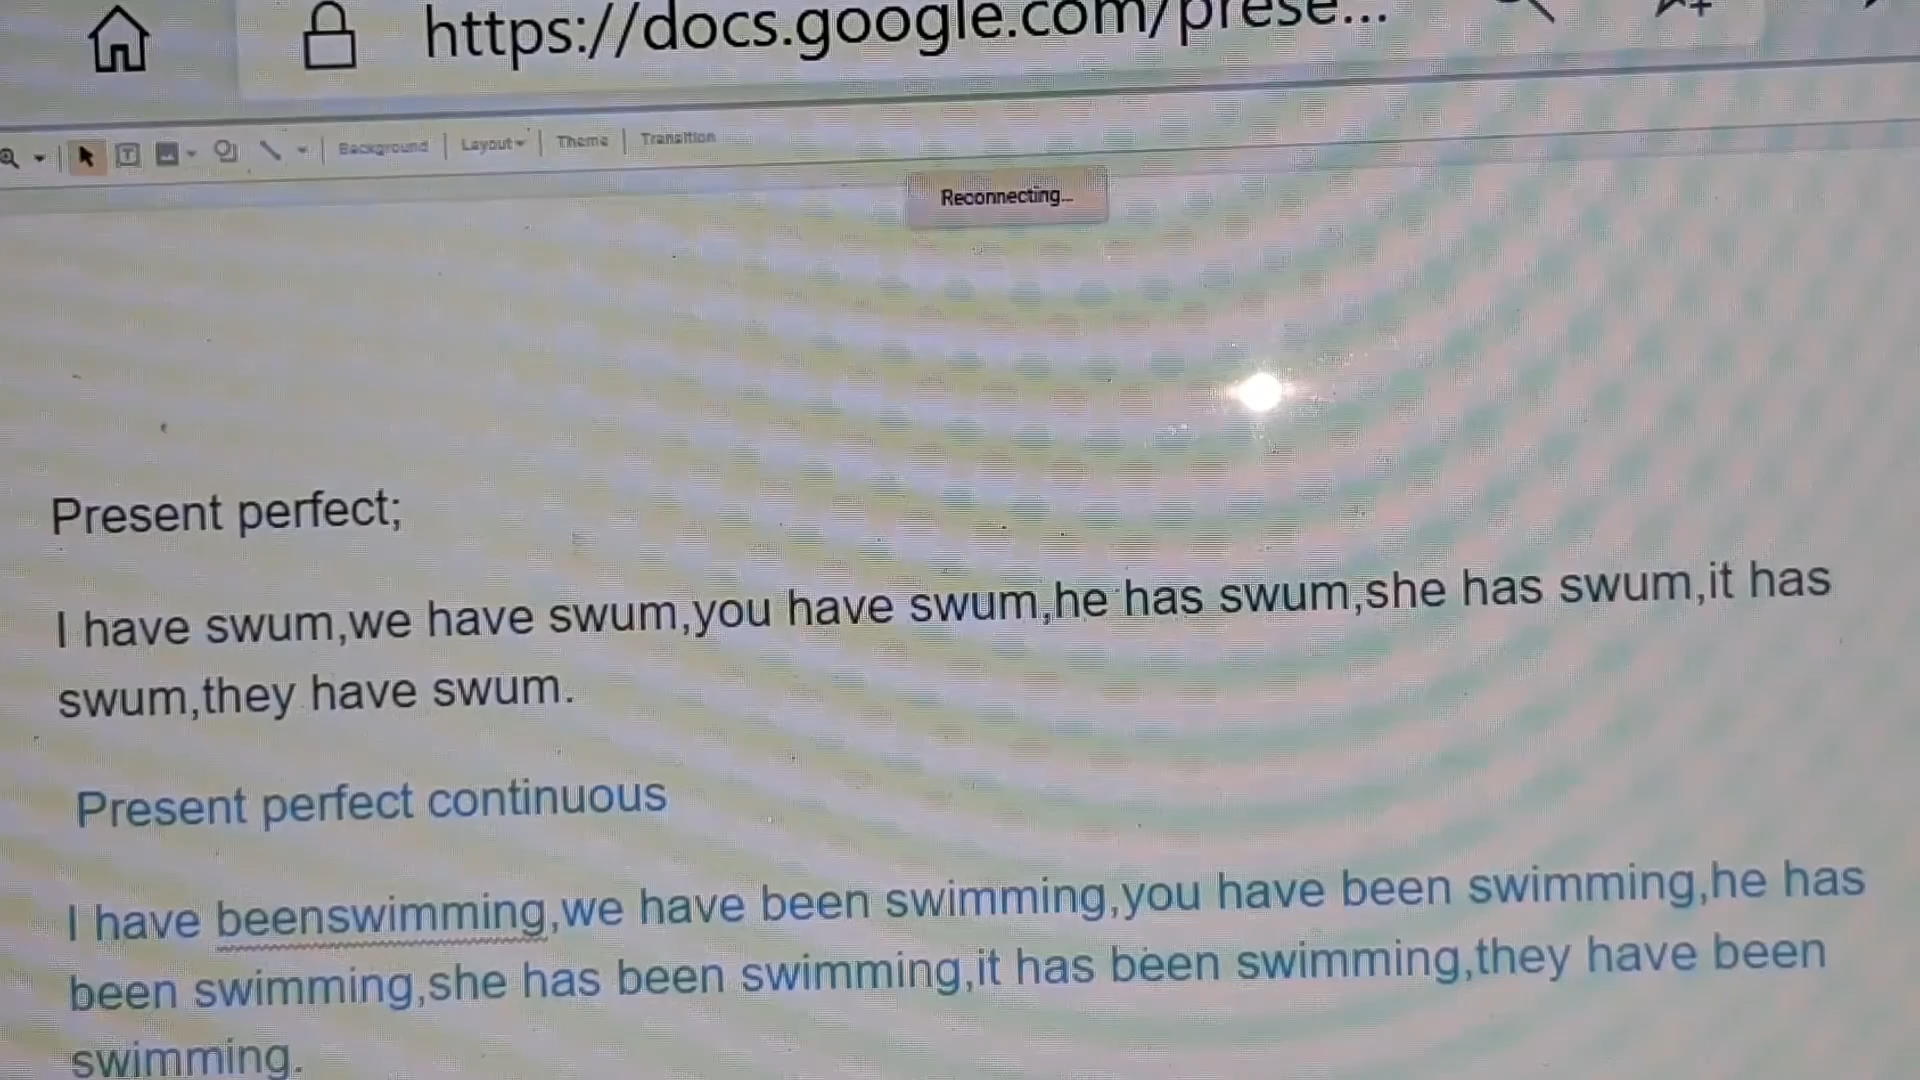 https://docs.google.com/prese...
Background | Layout | Theme | Transition
Reconnecting...
Present perfect;
I have swum,we have swum,you have swum,he has swum,she has swum,it has
swum,they have swum.
Present perfect continuous
I have beenswimming,we have been swimming,you have been swimming,he has
been swimming,she has been swimming,it has been swimming,they have been
swimming.